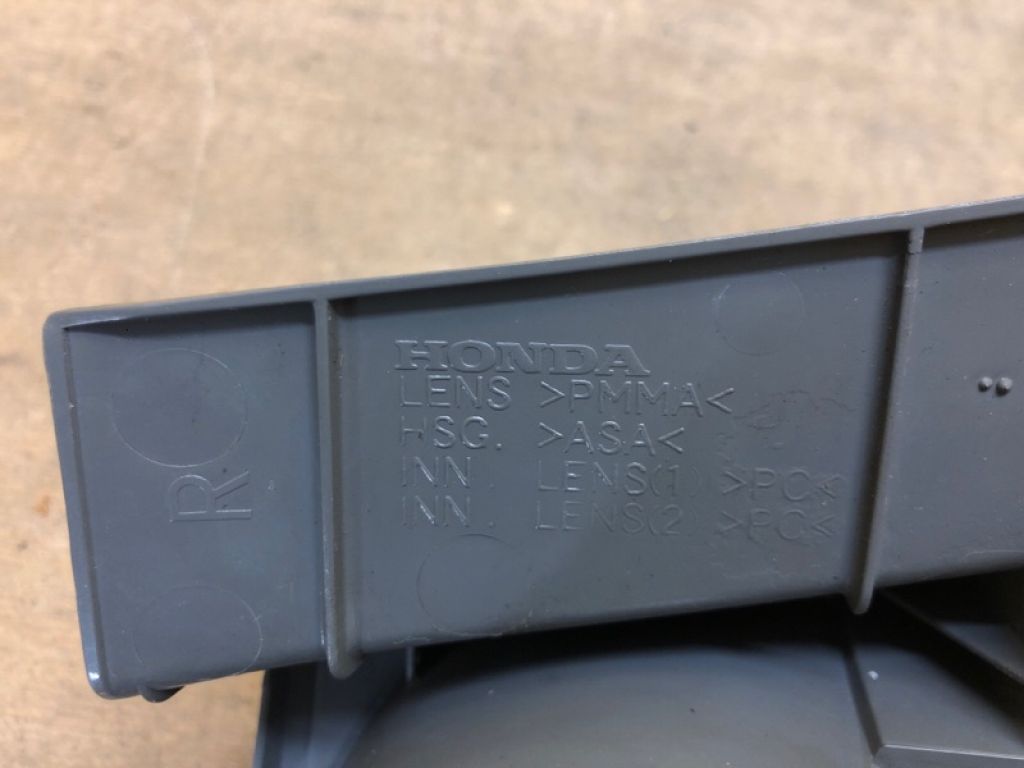 HONDA
LENS >PMMA<
HSG. >ASA<
INN. LENS(1) >PC<
INN. LENS(2) >PC<
R